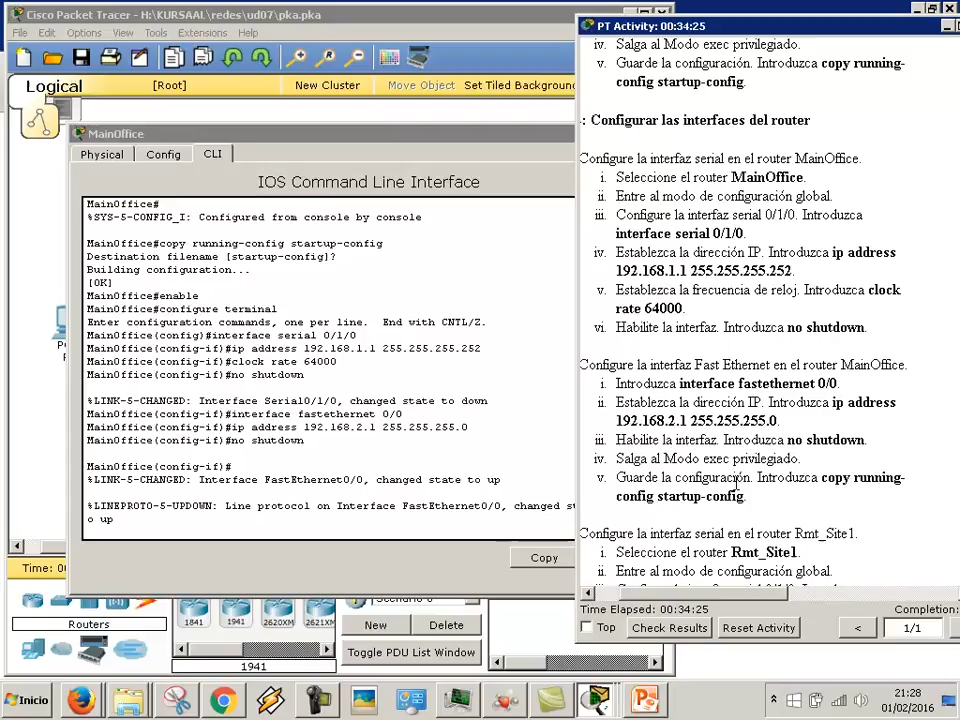 Cisco Packet Tracer - H:\KURSAAL\redes\ud07\pka.pka
File Edit Options View Tools Extensions Help
Logical [Root] New Cluster Move Object Set Tiled Background
MainOffice
Physical Config CLI
IOS Command Line Interface
MainOffice#
%SYS-5-CONFIG_I: Configured from console by console
MainOffice#copy running-config startup-config
Destination filename [startup-config]?
Building configuration...
[OK]
MainOffice#enable
MainOffice#configure terminal
Enter configuration commands, one per line. End with CNTL/Z.
MainOffice(config)#interface serial 0/1/0
MainOffice(config-if)#ip address 192.168.1.1 255.255.255.252
MainOffice(config-if)#clock rate 64000
MainOffice(config-if)#no shutdown
%LINK-5-CHANGED: Interface Serial0/1/0, changed state to down
MainOffice(config-if)#interface fastethernet 0/0
MainOffice(config-if)#ip address 192.168.2.1 255.255.255.0
MainOffice(config-if)#no shutdown
MainOffice(config-if)#
%LINK-5-CHANGED: Interface FastEthernet0/0, changed state to up
%LINEPROTO-5-UPDOWN: Line protocol on Interface FastEthernet0/0, changed s
o up
Copy
Time: 0
Routers
1841 1941 2620XM 2621X
1941
New Delete
Toggle PDU List Window
PT Activity: 00:34:25
iv. Salga al Modo exec privilegiado.
v. Guarde la configuración. Introduzca copy running-
config startup-config.
: Configurar las interfaces del router
Configure la interfaz serial en el router MainOffice.
i. Seleccione el router MainOffice.
ii. Entre al modo de configuración global.
iii. Configure la interfaz serial 0/1/0. Introduzca
interface serial 0/1/0.
iv. Establezca la dirección IP. Introduzca ip address
192.168.1.1 255.255.255.252.
v. Establezca la frecuencia de reloj. Introduzca clock
rate 64000.
vi. Habilite la interfaz. Introduzca no shutdown.
Configure la interfaz Fast Ethernet en el router MainOffice.
i. Introduzca interface fastethernet 0/0.
ii. Establezca la dirección IP. Introduzca ip address
192.168.2.1 255.255.255.0.
iii. Habilite la interfaz. Introduzca no shutdown.
iv. Salga al Modo exec privilegiado.
v. Guarde la configuración. Introduzca copy running-
config startup-config.
Configure la interfaz serial en el router Rmt_Site1.
i. Seleccione el router Rmt_Site1.
ii. Entre al modo de configuración global.
Time Elapsed: 00:34:25 Completion:
Top Check Results Reset Activity < 1/1
Inicio
21:28
01/02/2016